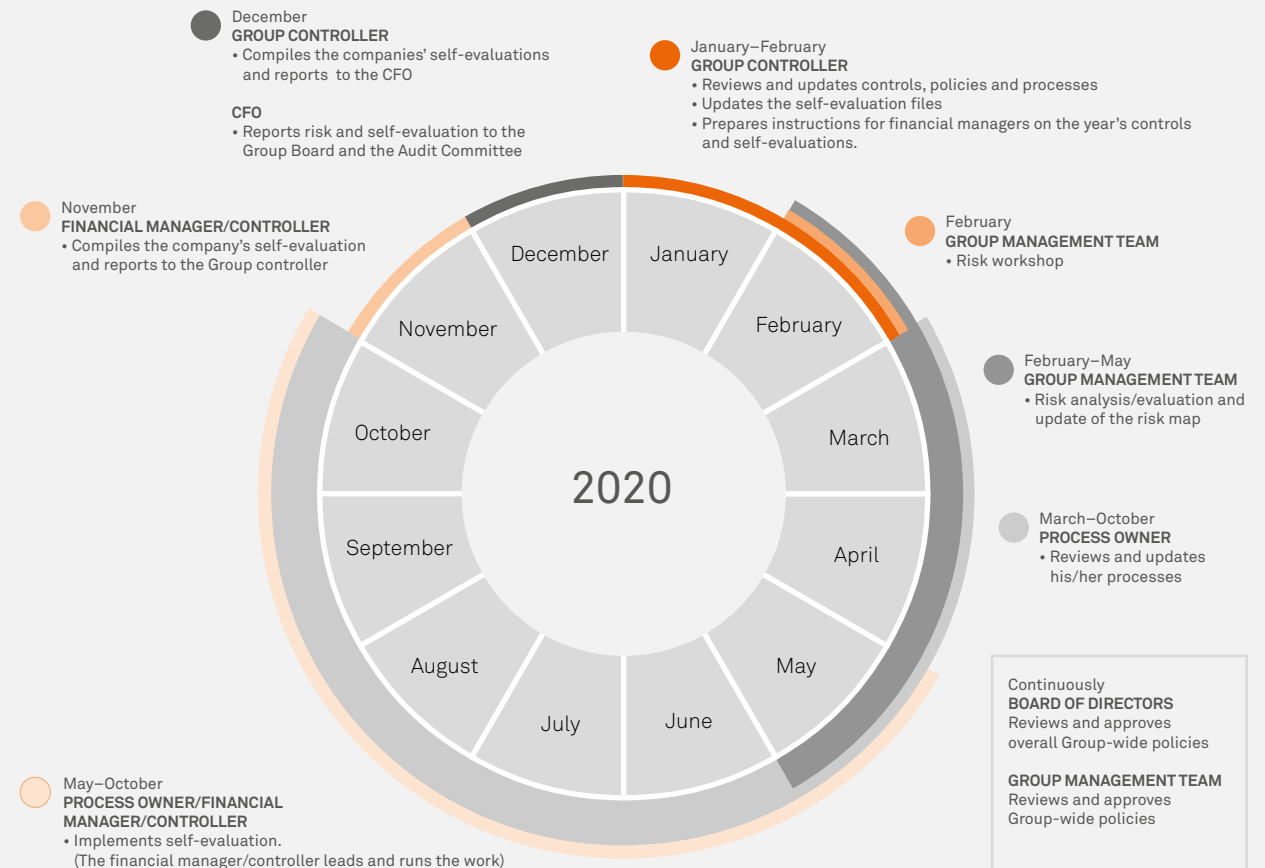 December
GROUP CONTROLLER
• Compiles the companies' self-evaluations
and reports to the CFO
CFO
• Reports risk and self-evaluation to the
Group Board and the Audit Committee
January–February
GROUP CONTROLLER
• Reviews and updates controls, policies and processes
• Updates the self-evaluation files
• Prepares instructions for financial managers on the year's controls
and self-evaluations.
November
FINANCIAL MANAGER/CONTROLLER
• Compiles the company's self-evaluation
and reports to the Group controller
February
GROUP MANAGEMENT TEAM
• Risk workshop
February–May
GROUP MANAGEMENT TEAM
• Risk analysis/evaluation and
update of the risk map
March–October
PROCESS OWNER
• Reviews and updates
his/her processes
December
January
November
February
October
March
2020
September
April
August
May
July
June
Continuously
BOARD OF DIRECTORS
Reviews and approves
overall Group-wide policies
GROUP MANAGEMENT TEAM
Reviews and approves
Group-wide policies
May–October
PROCESS OWNER/FINANCIAL
MANAGER/CONTROLLER
• Implements self-evaluation.
(The financial manager/controller leads and runs the work)